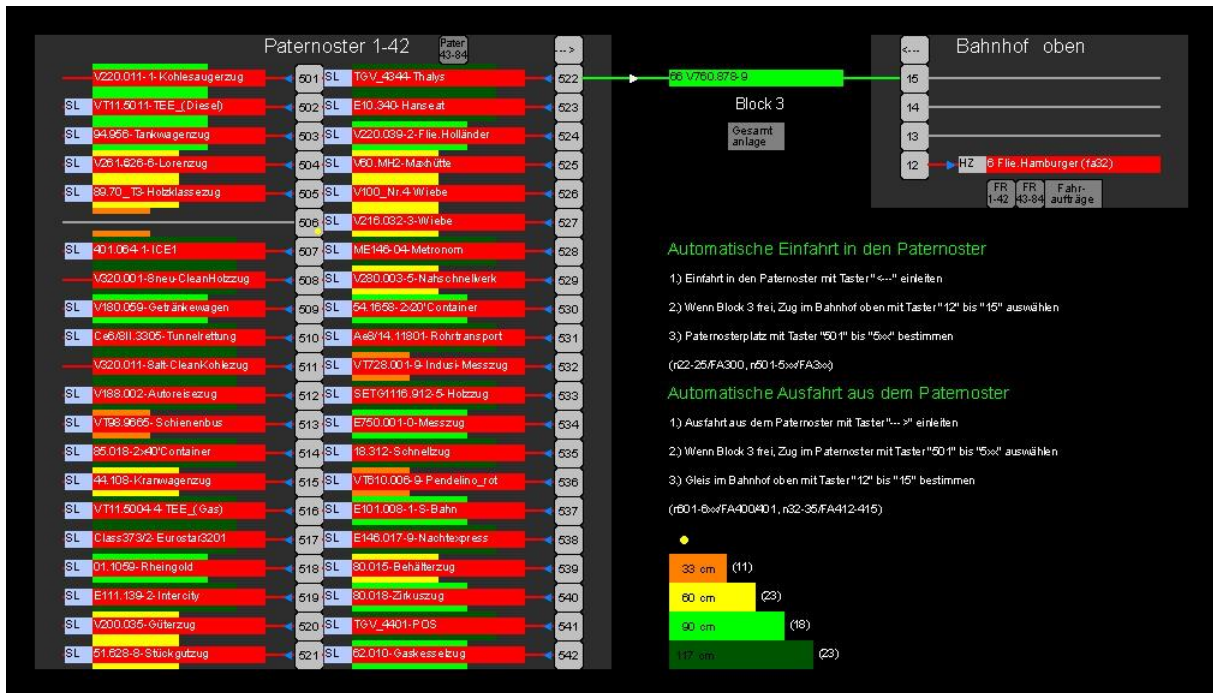 Paternoster 1-42
Pater 43-84
--->
<---
Bahnhof oben
V220.011-1-Kohlesaugerzug 501 SL TGV_4344-Thalys 522
66 V760.878-9
15
SL VT11.5011-TEE_(Diesel) 502 SL E10.340-Hanseat 523
Block 3
14
SL 94.956-Tankwagenzug 503 SL V220.039-2-Flie.Holländer 524
Gesamt anlage
13
SL V261.626-6-Lorenzug 504 SL V60.MH2-Maxhütte 525
12 HZ 6 Flie.Hamburger (fa32)
SL 89.70_T3-Holzklassezug 505 SL V100_Nr.4-Wiebe 526
FR 1-42 FR 43-84 Fahr- aufträge
506 SL V216.032-3-Wiebe 527
SL 401.064-1-ICE1 507 SL ME146-04-Metronom 528
V320.001-8neu-CleanHolzzug 508 SL V280.003-5-Nahschnellverk 529
SL V180.059-Getränkewagen 509 SL 54.1658-2x20'Container 530
SL Ce6/8II.3305-Tunnelrettung 510 SL Ae8/14.11801-Rohrtransport 531
V320.011-8alt-CleanKohlezug 511 SL VT728.001-9-Indusi-Messzug 532
SL V188.002-Autoreisezug 512 SL SETG1116.912-5-Holzzug 533
SL VT98.9665-Schienenbus 513 SL E750.001-0-Messzug 534
SL 85.018-2x40'Container 514 SL 18.312-Schnellzug 535
SL 44.108-Kranwagenzug 515 SL VT610.006-9-Pendelino_rot 536
SL VT11.5004-4-TEE_(Gas) 516 SL E101.008-1-S-Bahn 537
SL Class373/2-Eurostar3201 517 SL E146.017-9-Nachtexpress 538
SL 01.1059-Rheingold 518 SL 80.015-Behälterzug 539
SL E111.139-2-Intercity 519 SL 80.018-Zirkuszug 540
SL V200.035-Güterzug 520 SL TGV_4401-POS 541
SL 51.628-8-Stückgutzug 521 SL 62.010-Gaskesselzug 542
Automatische Einfahrt in den Paternoster
1.) Einfahrt in den Paternoster mit Taster "<---" einleiten
2.) Wenn Block 3 frei, Zug im Bahnhof oben mit Taster "12" bis "15" auswählen
3.) Paternosterplatz mit Taster "501" bis "5xx" bestimmen
(n22-25/FA300, n501-5xx/FA3xx)
Automatische Ausfahrt aus dem Paternoster
1.) Ausfahrt aus dem Paternoster mit Taster "--->" einleiten
2.) Wenn Block 3 frei, Zug im Paternoster mit Taster "501" bis "5xx" auswählen
3.) Gleis im Bahnhof oben mit Taster "12" bis "15" bestimmen
(r601-6xx/FA400/401, n32-35/FA412-415)
33 cm (11)
60 cm (23)
90 cm (18)
117 cm (23)